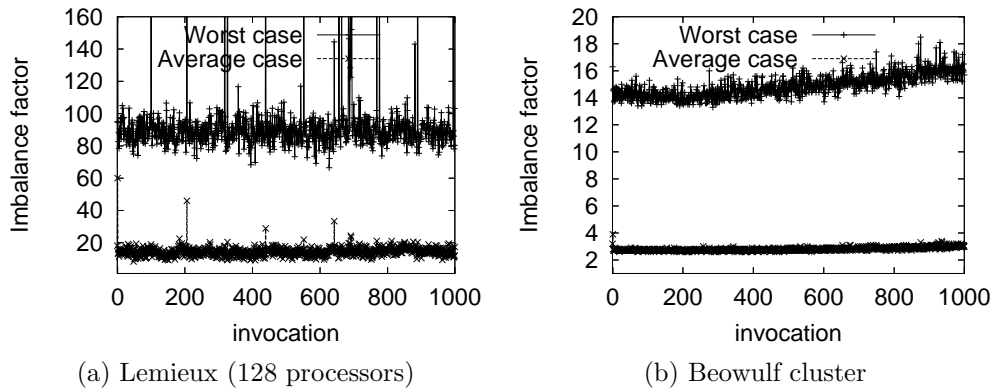 160
140
120
100
80
60
40
20
Imbalance factor
Worst case
Average case
0 200 400 600 800 1000
invocation
(a) Lemieux (128 processors)
20
18
16
14
12
10
8
6
4
2
Imbalance factor
Worst case
Average case
0 200 400 600 800 1000
invocation
(b) Beowulf cluster